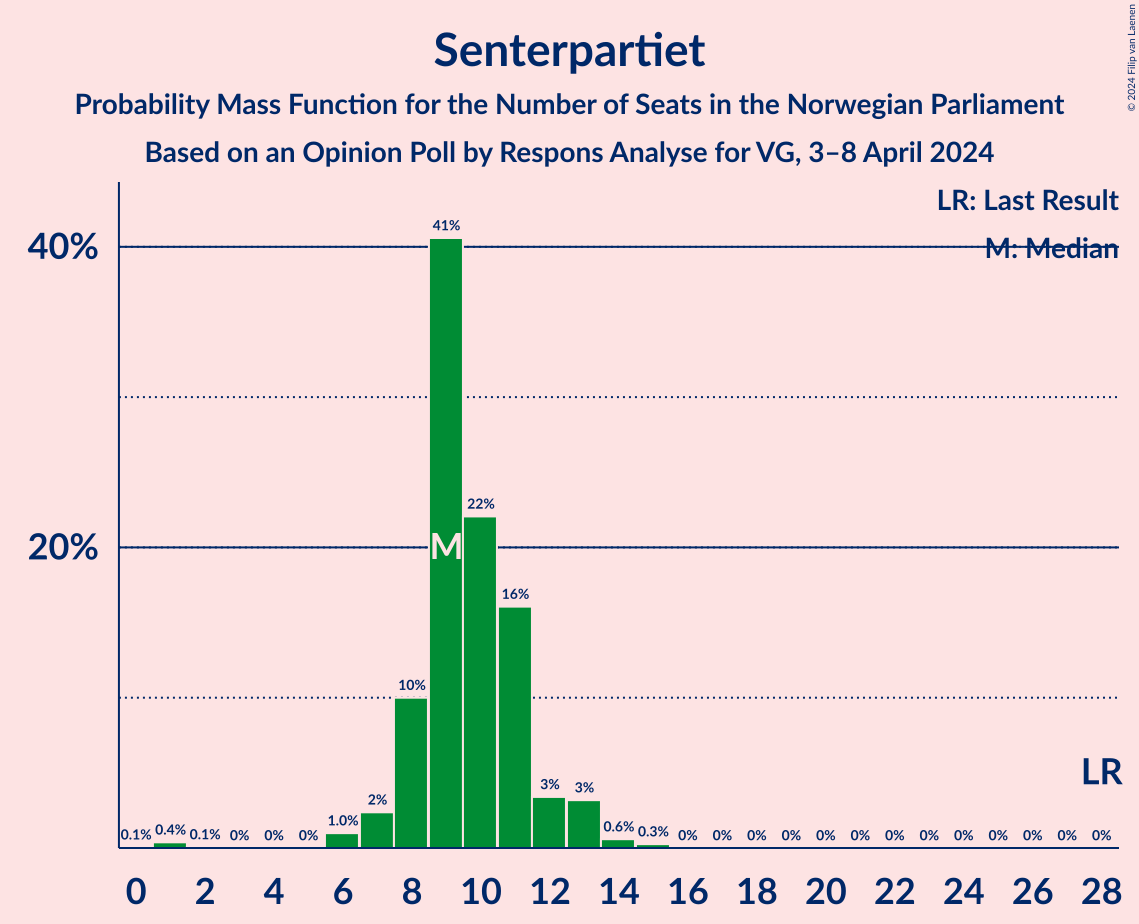 Senterpartiet
Probability Mass Function for the Number of Seats in the Norwegian Parliament
Based on an Opinion Poll by Respons Analyse for VG, 3–8 April 2024
© 2024 Filip van Laenen
LR: Last Result
M: Median
40%
20%
41%
22%
16%
10%
M
LR
0.1% 0.4% 0.1% 0% 0% 0% 1.0% 2% 3% 3% 0.6% 0.3% 0% 0% 0% 0% 0% 0% 0% 0% 0% 0% 0% 0% 0%
0 2 4 6 8 10 12 14 16 18 20 22 24 26 28